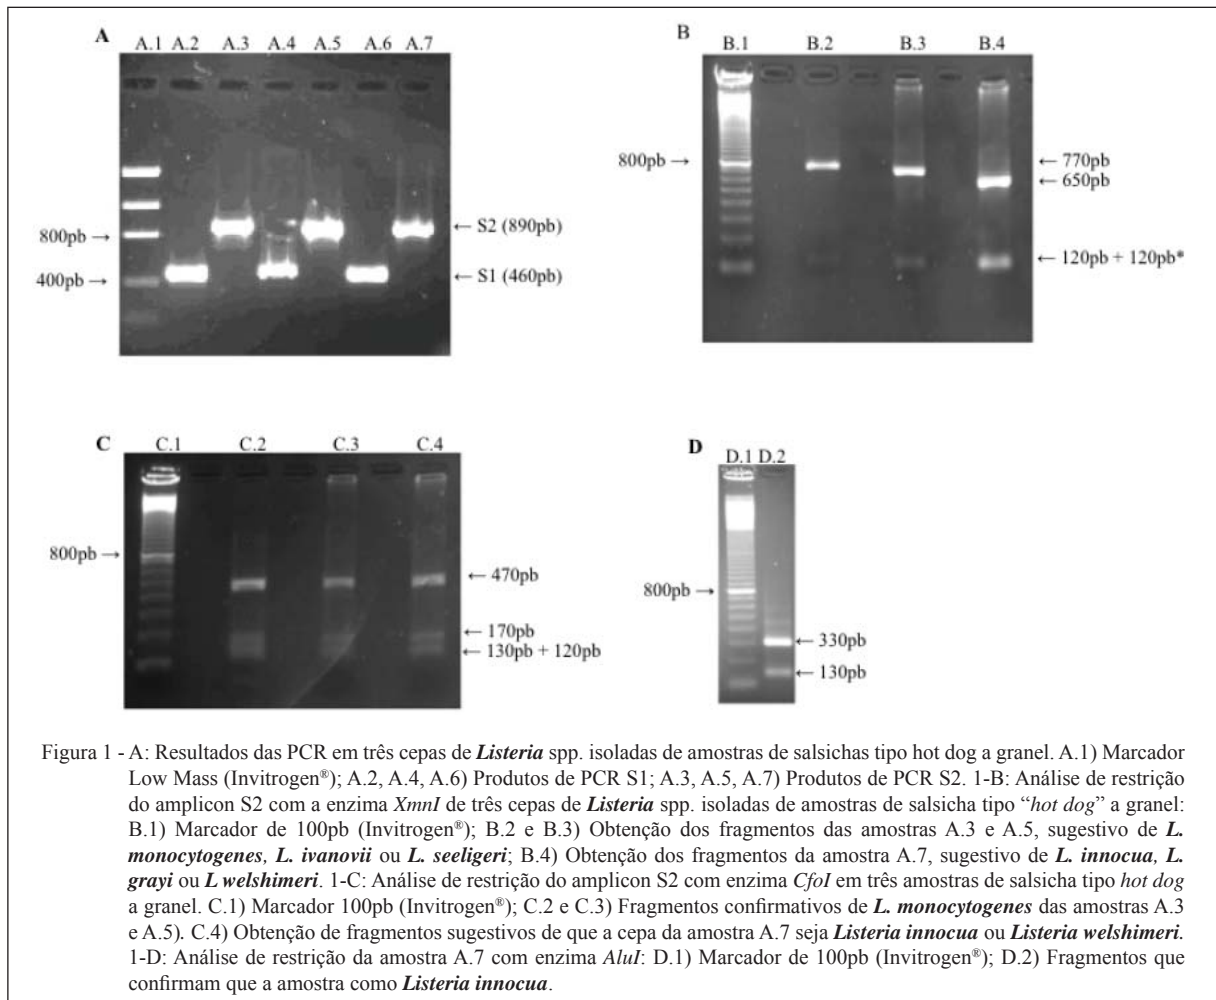 A
A.1 A.2 A.3 A.4 A.5 A.6 A.7
800pb →
400pb →
← S2 (890pb)
← S1 (460pb)
B
B.1 B.2 B.3 B.4
800pb →
← 770pb
← 650pb
← 120pb + 120pb*
C
C.1 C.2 C.3 C.4
800pb →
← 470pb
← 170pb
← 130pb + 120pb
D
D.1 D.2
800pb →
← 330pb
← 130pb
Figura 1 - A: Resultados das PCR em três cepas de Listeria spp. isoladas de amostras de salsichas tipo hot dog a granel. A.1) Marcador
Low Mass (Invitrogen®); A.2, A.4, A.6) Produtos de PCR S1; A.3, A.5, A.7) Produtos de PCR S2. 1-B: Análise de restrição
do amplicon S2 com a enzima XmnI de três cepas de Listeria spp. isoladas de amostras de salsicha tipo “hot dog” a granel:
B.1) Marcador de 100pb (Invitrogen®); B.2 e B.3) Obtenção dos fragmentos das amostras A.3 e A.5, sugestivo de L.
monocytogenes, L. ivanovii ou L. seeligeri; B.4) Obtenção dos fragmentos da amostra A.7, sugestivo de L. innocua, L.
grayi ou L welshimeri. 1-C: Análise de restrição do amplicon S2 com enzima CfoI em três amostras de salsicha tipo hot dog
a granel. C.1) Marcador 100pb (Invitrogen®); C.2 e C.3) Fragmentos confirmativos de L. monocytogenes das amostras A.3
e A.5). C.4) Obtenção de fragmentos sugestivos de que a cepa da amostra A.7 seja Listeria innocua ou Listeria welshimeri.
1-D: Análise de restrição da amostra A.7 com enzima AluI: D.1) Marcador de 100pb (Invitrogen®); D.2) Fragmentos que
confirmam que a amostra como Listeria innocua.